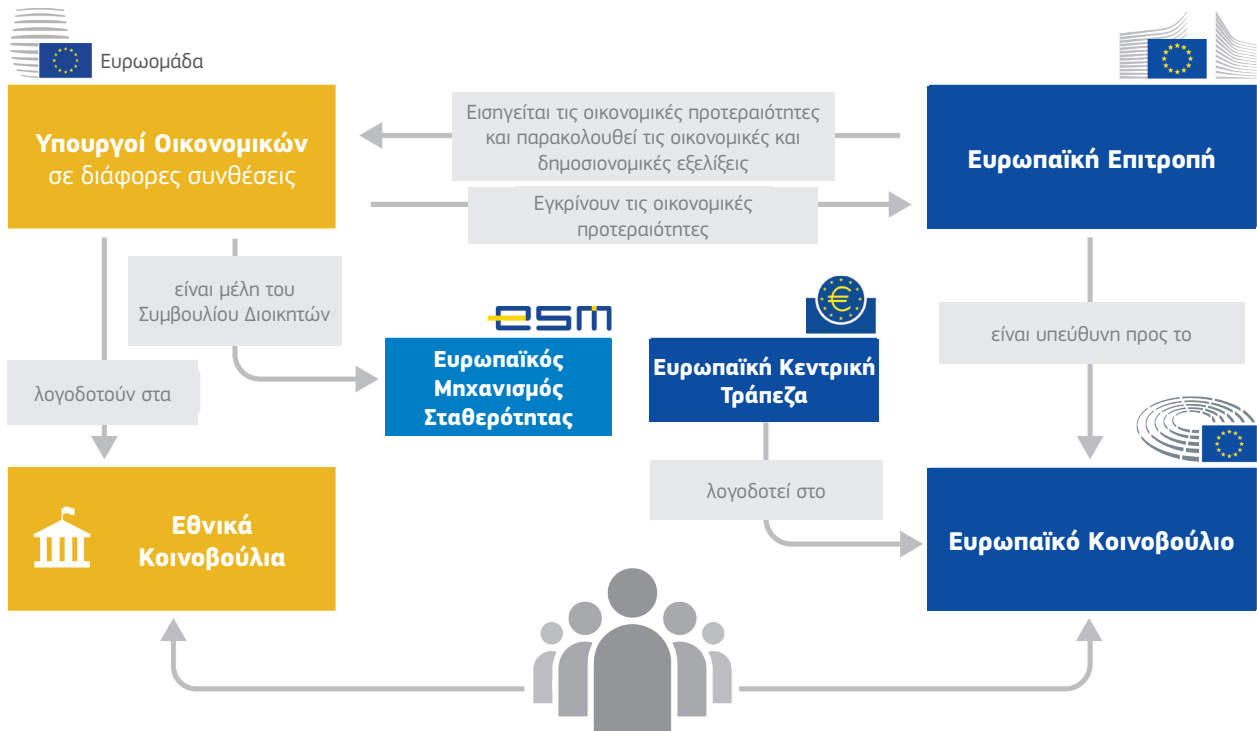 Ευρωομάδα
Υπουργοί Οικονομικών
σε διάφορες συνθέσεις
Εισηγείται τις οικονομικές προτεραιότητες
και παρακολουθεί τις οικονομικές και
δημοσιονομικές εξελίξεις
Ευρωπαϊκή Επιτροπή
Εγκρίνουν τις οικονομικές
προτεραιότητες
είναι μέλη του
Συμβουλίου Διοικητών
esm
€
Ευρωπαϊκός
Μηχανισμός
Σταθερότητας
Ευρωπαϊκή Κεντρική
Τράπεζα
είναι υπεύθυνη προς το
λογοδοτούν στα
Εθνικά
Κοινοβούλια
λογοδοτεί στο
Ευρωπαϊκό Κοινοβούλιο